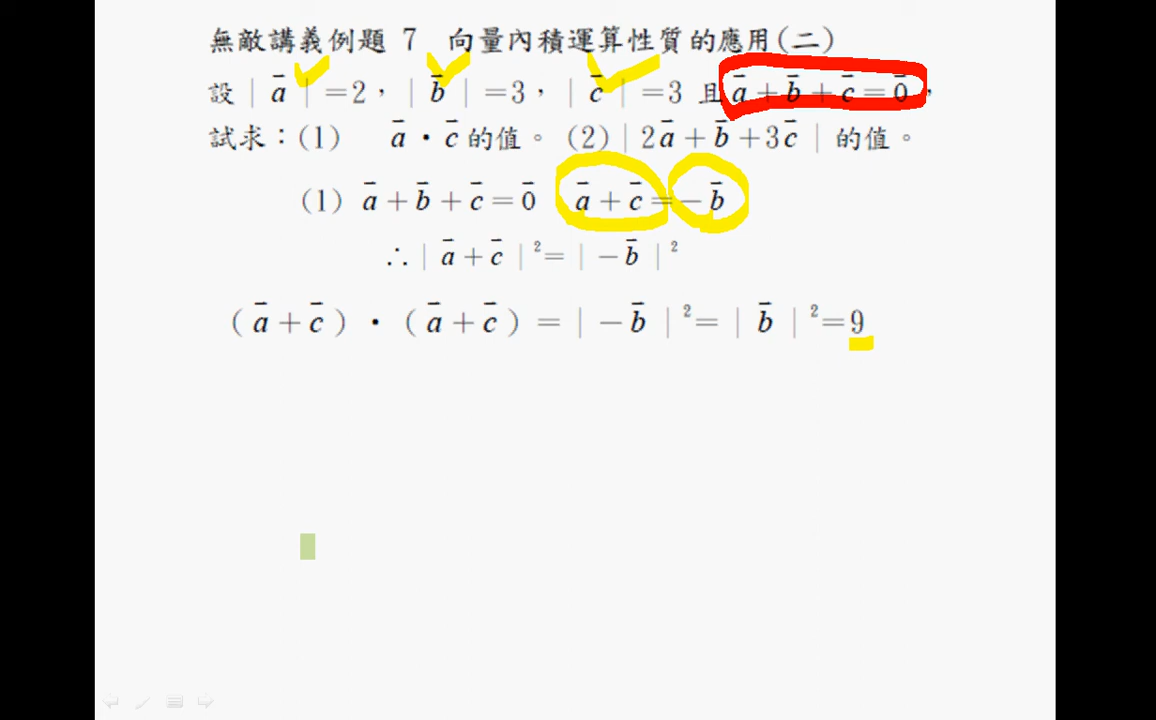 無敵講義例題 7 向量內積運算性質的應用(二)
設 | a⃗ | =2，| b⃗ | =3，| c⃗ | =3 且 a⃗ + b⃗ + c⃗ = 0⃗，
試求：(1) a⃗ · c⃗ 的值。 (2) | 2a⃗ + b⃗ +3c⃗ | 的值。
(1) a⃗ + b⃗ + c⃗ = 0⃗ a⃗ + c⃗ = − b⃗
∴ | a⃗ + c⃗ | ²= | − b⃗ | ²
( a⃗ + c⃗ ) · ( a⃗ + c⃗ ) = | − b⃗ | ²= | b⃗ | ²=9